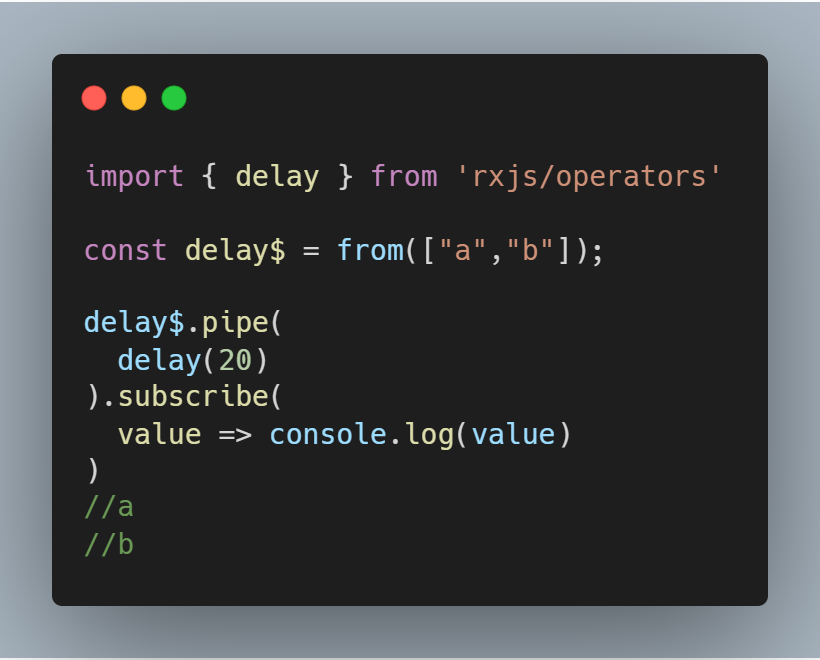 import { delay } from 'rxjs/operators'
const delay$ = from(["a","b"]);
delay$.pipe(
  delay(20)
).subscribe(
  value => console.log(value)
)
//a
//b